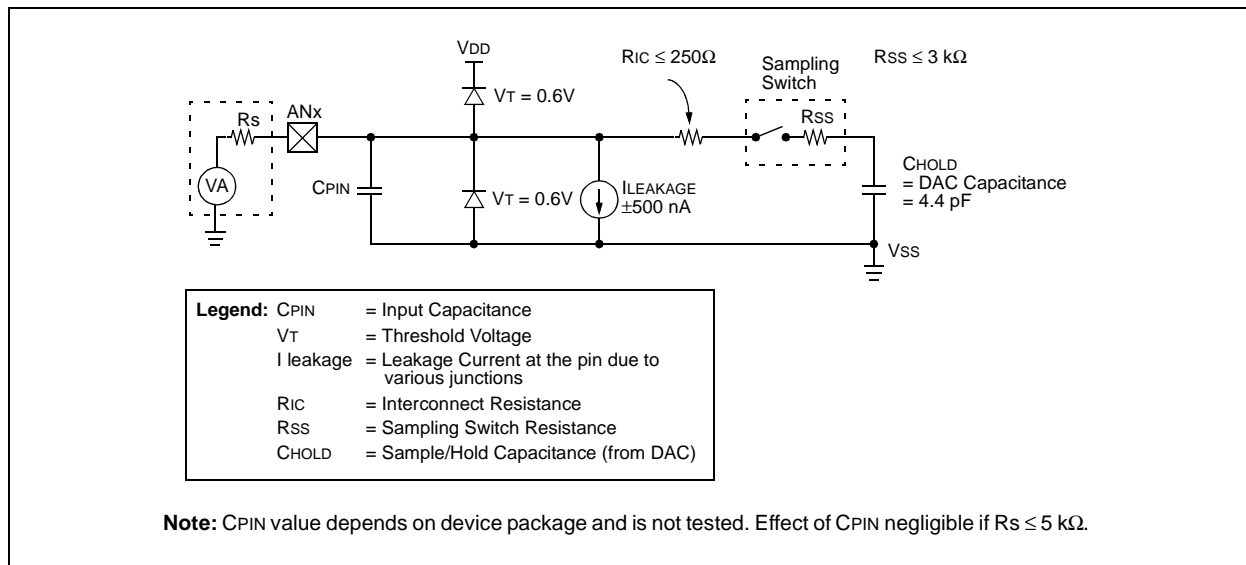 VDD
RIC ≤ 250Ω
Sampling
Switch
RSS ≤ 3 kΩ
VT = 0.6V
Rs
ANx
RSS
VA
CPIN
VT = 0.6V
ILEAKAGE
±500 nA
CHOLD
= DAC Capacitance
= 4.4 pF
VSS
Legend: CPIN = Input Capacitance
VT = Threshold Voltage
I leakage = Leakage Current at the pin due to
various junctions
RIC = Interconnect Resistance
RSS = Sampling Switch Resistance
CHOLD = Sample/Hold Capacitance (from DAC)
Note: CPIN value depends on device package and is not tested. Effect of CPIN negligible if Rs ≤ 5 kΩ.